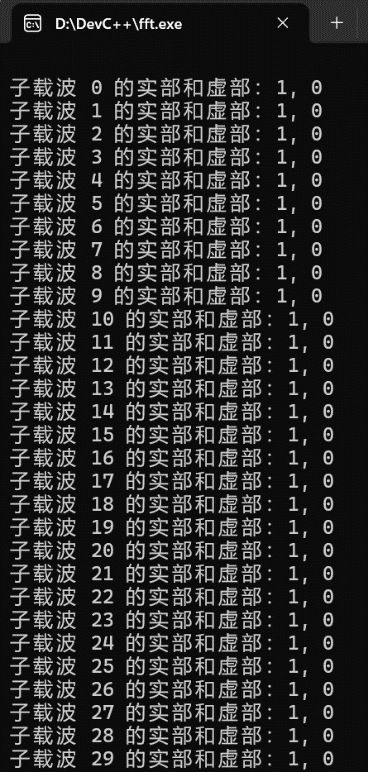 D:\DevC++\fft.exe
子载波 0 的实部和虚部: 1, 0
子载波 1 的实部和虚部: 1, 0
子载波 2 的实部和虚部: 1, 0
子载波 3 的实部和虚部: 1, 0
子载波 4 的实部和虚部: 1, 0
子载波 5 的实部和虚部: 1, 0
子载波 6 的实部和虚部: 1, 0
子载波 7 的实部和虚部: 1, 0
子载波 8 的实部和虚部: 1, 0
子载波 9 的实部和虚部: 1, 0
子载波 10 的实部和虚部: 1, 0
子载波 11 的实部和虚部: 1, 0
子载波 12 的实部和虚部: 1, 0
子载波 13 的实部和虚部: 1, 0
子载波 14 的实部和虚部: 1, 0
子载波 15 的实部和虚部: 1, 0
子载波 16 的实部和虚部: 1, 0
子载波 17 的实部和虚部: 1, 0
子载波 18 的实部和虚部: 1, 0
子载波 19 的实部和虚部: 1, 0
子载波 20 的实部和虚部: 1, 0
子载波 21 的实部和虚部: 1, 0
子载波 22 的实部和虚部: 1, 0
子载波 23 的实部和虚部: 1, 0
子载波 24 的实部和虚部: 1, 0
子载波 25 的实部和虚部: 1, 0
子载波 26 的实部和虚部: 1, 0
子载波 27 的实部和虚部: 1, 0
子载波 28 的实部和虚部: 1, 0
子载波 29 的实部和虚部: 1, 0